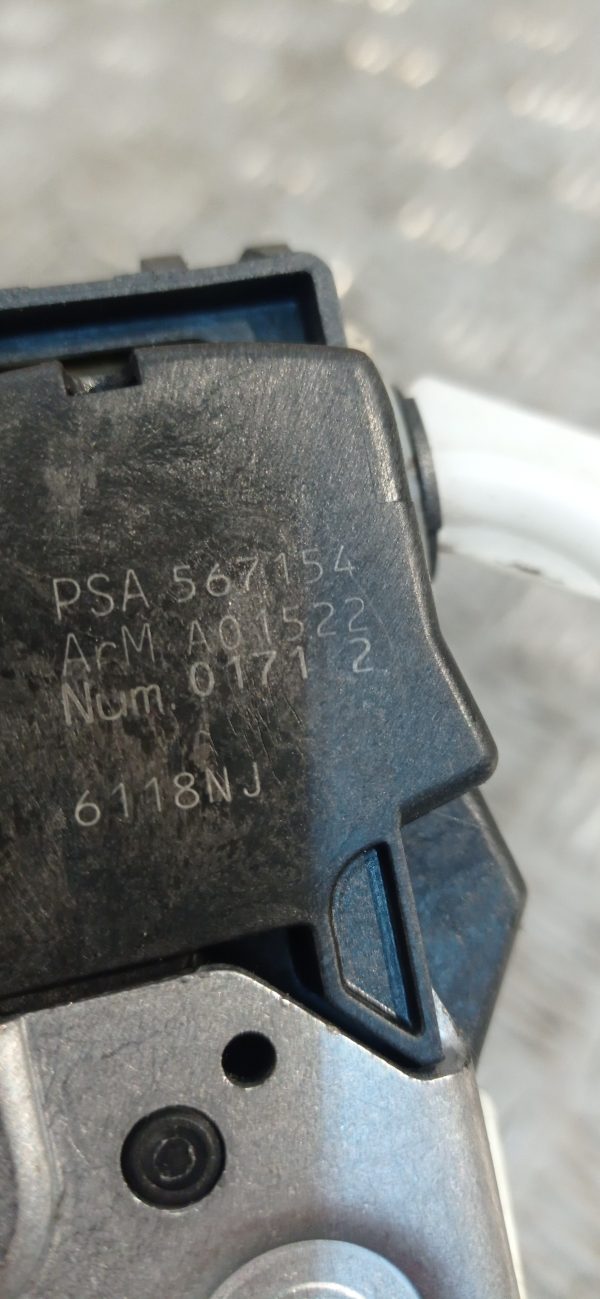 PSA 567154
ArM. A01522
Num. 0171 2
6118NJ